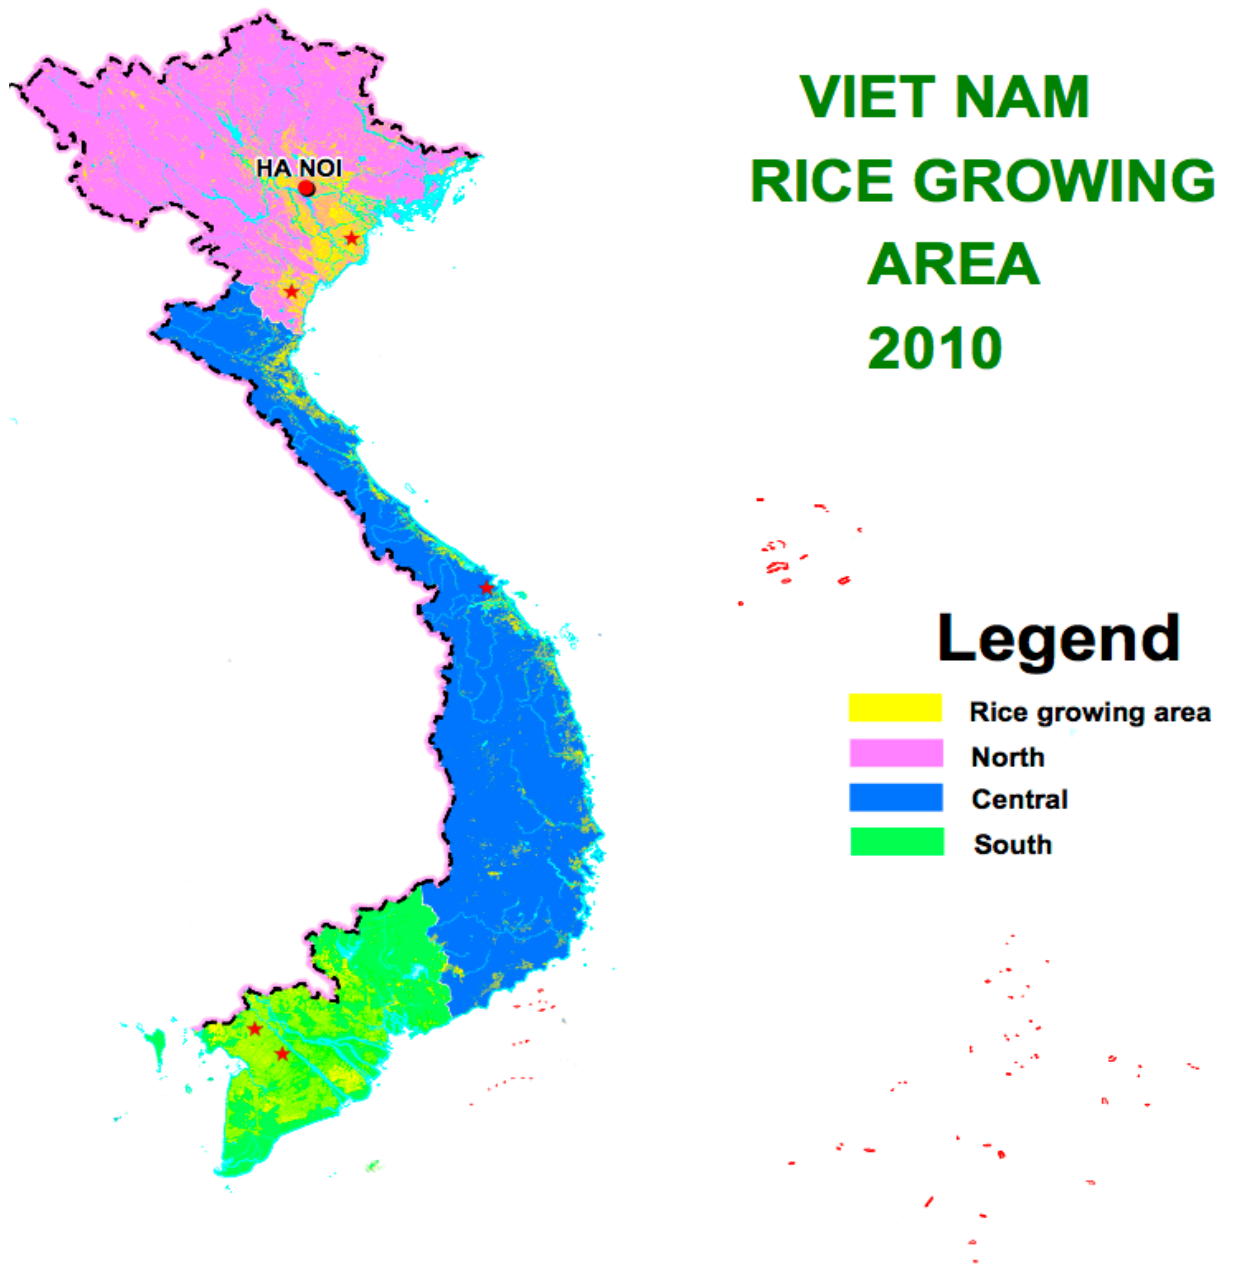 VIET NAM
RICE GROWING
AREA
2010
HA NOI
Legend
Rice growing area
North
Central
South